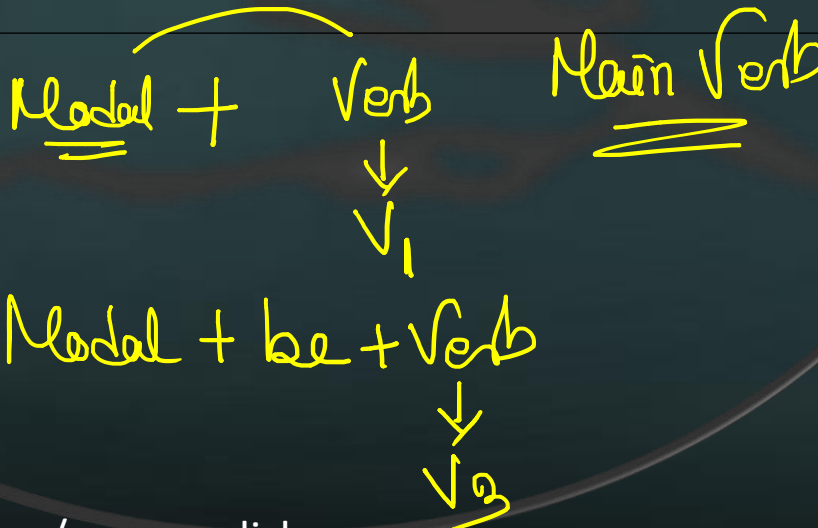 Modal + Verb Main Verb
↓
V1
Modal + be + Verb
↓
V3